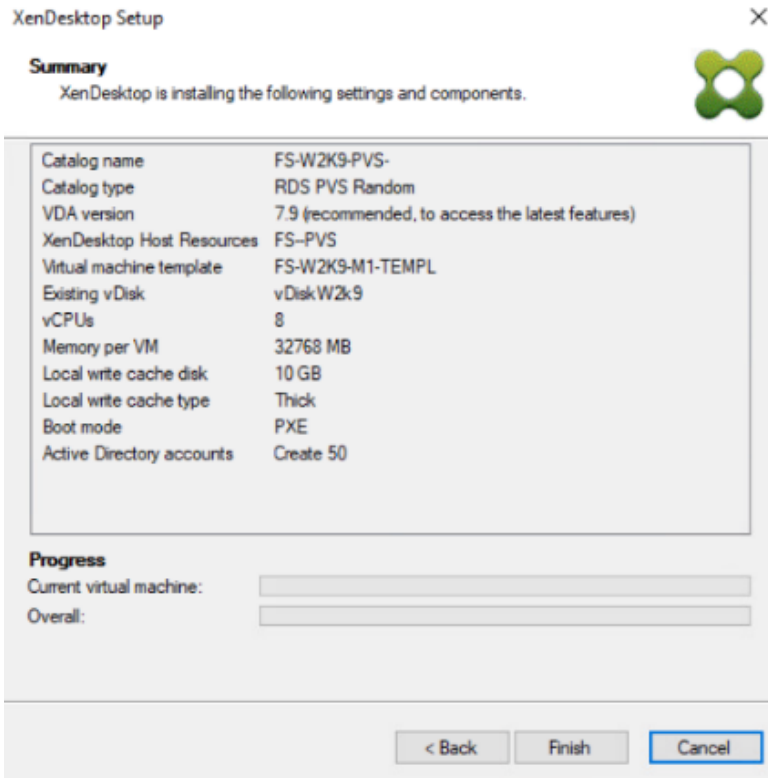 XenDesktop Setup
Summary
XenDesktop is installing the following settings and components.
Catalog name FS-W2K9-PVS-
Catalog type RDS PVS Random
VDA version 7.9 (recommended, to access the latest features)
XenDesktop Host Resources FS--PVS
Virtual machine template FS-W2K9-M1-TEMPL
Existing vDisk vDiskW2k9
vCPUs 8
Memory per VM 32768 MB
Local write cache disk 10 GB
Local write cache type Thick
Boot mode PXE
Active Directory accounts Create 50
Progress
Current virtual machine:
Overall:
< Back Finish Cancel